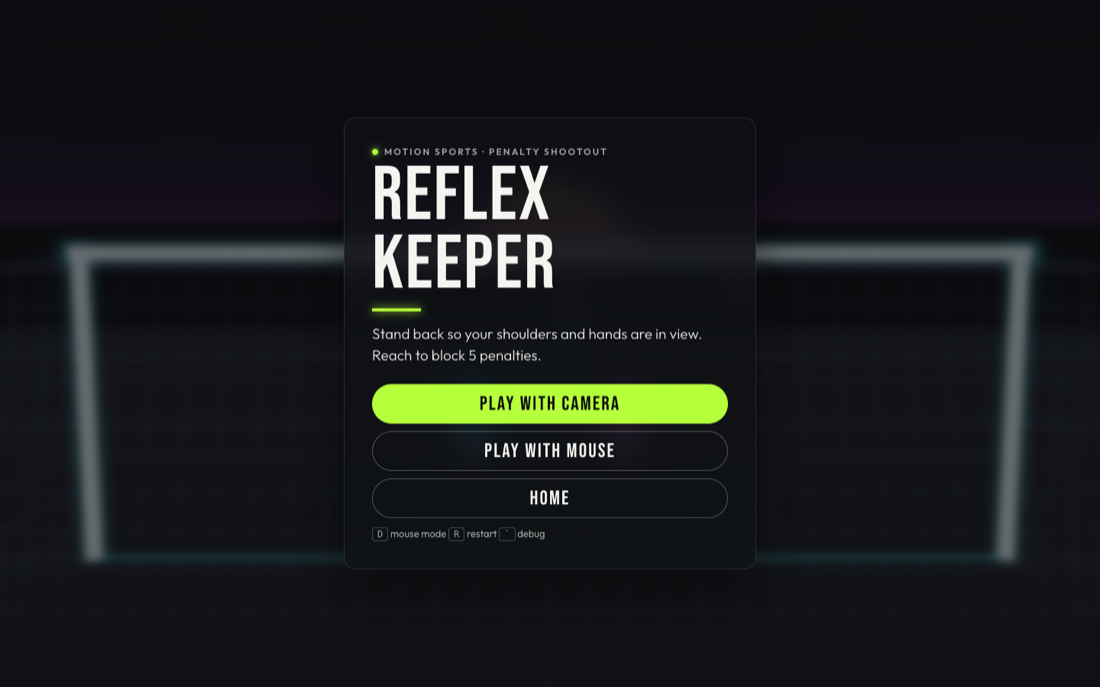 MOTION SPORTS · PENALTY SHOOTOUT
REFLEX
KEEPER
Stand back so your shoulders and hands are in view.
Reach to block 5 penalties.
PLAY WITH CAMERA
PLAY WITH MOUSE
HOME
D mouse mode R restart ` debug